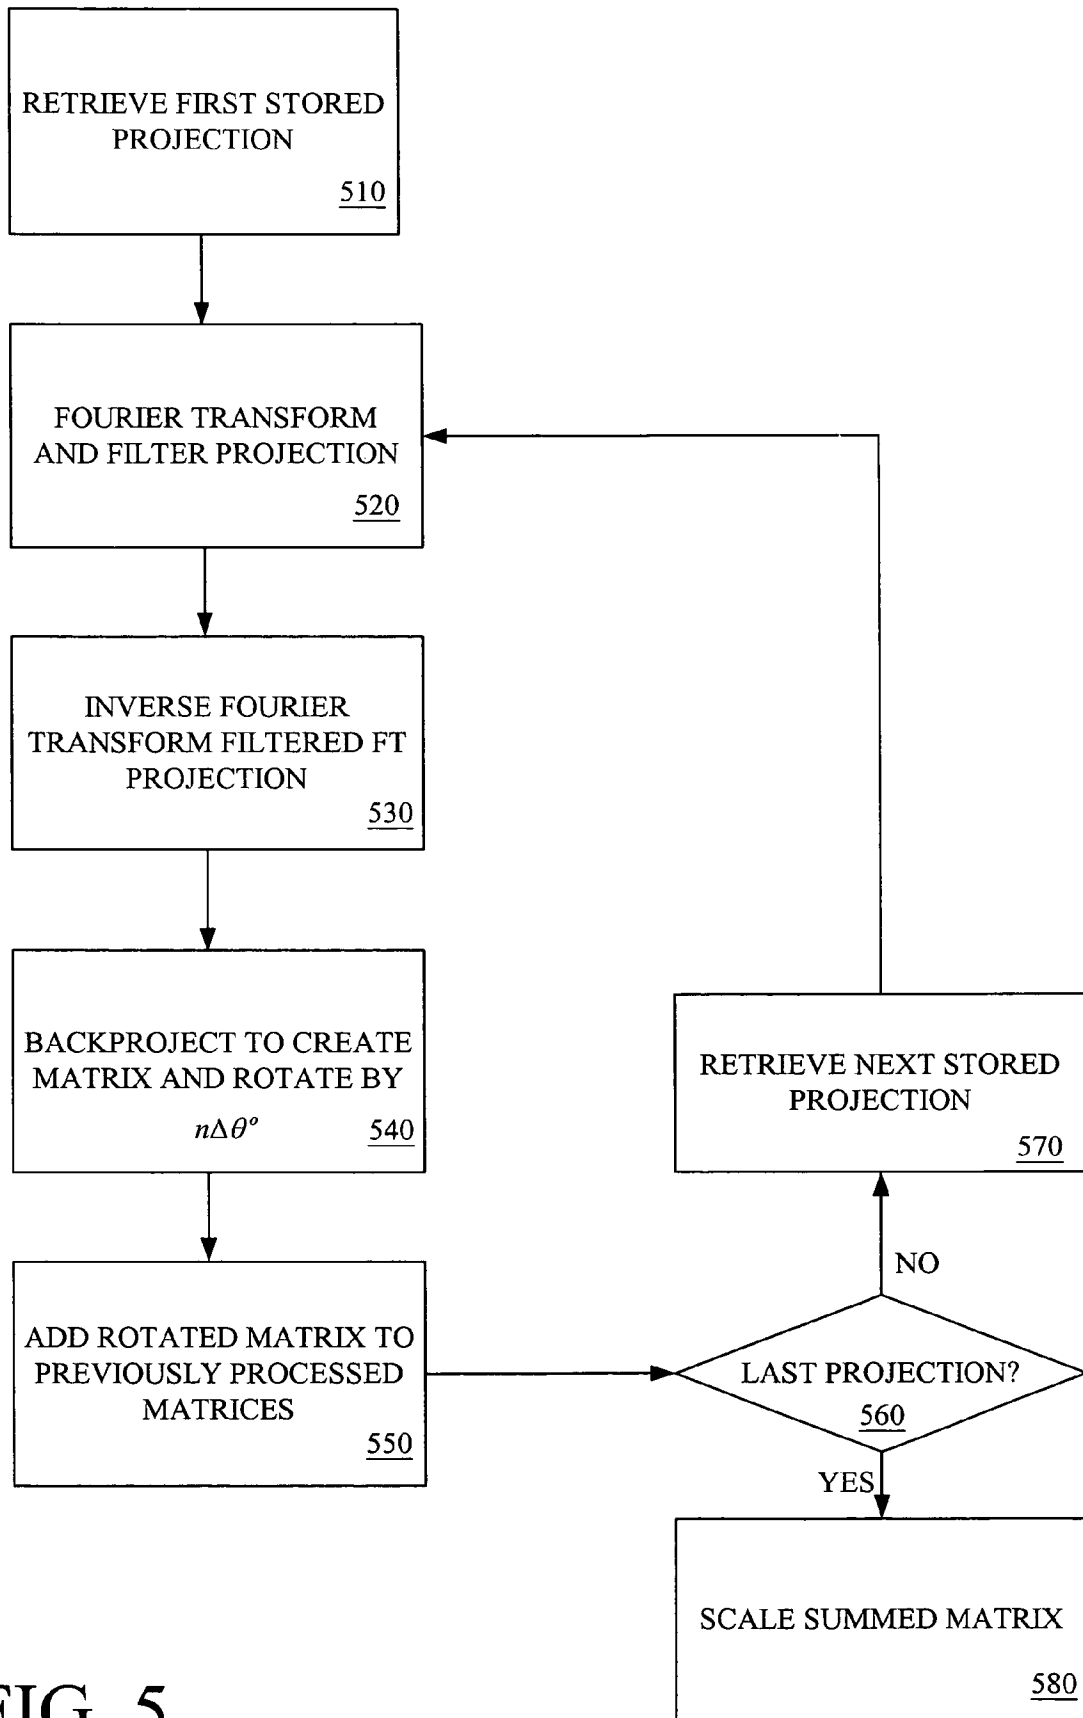 RETRIEVE FIRST STORED
PROJECTION
510
FOURIER TRANSFORM
AND FILTER PROJECTION
520
INVERSE FOURIER
TRANSFORM FILTERED FT
PROJECTION
530
BACKPROJECT TO CREATE
MATRIX AND ROTATE BY
nΔθ°
540
ADD ROTATED MATRIX TO
PREVIOUSLY PROCESSED
MATRICES
550
LAST PROJECTION?
560
NO
RETRIEVE NEXT STORED
PROJECTION
570
YES
SCALE SUMMED MATRIX
580
FIG. 5